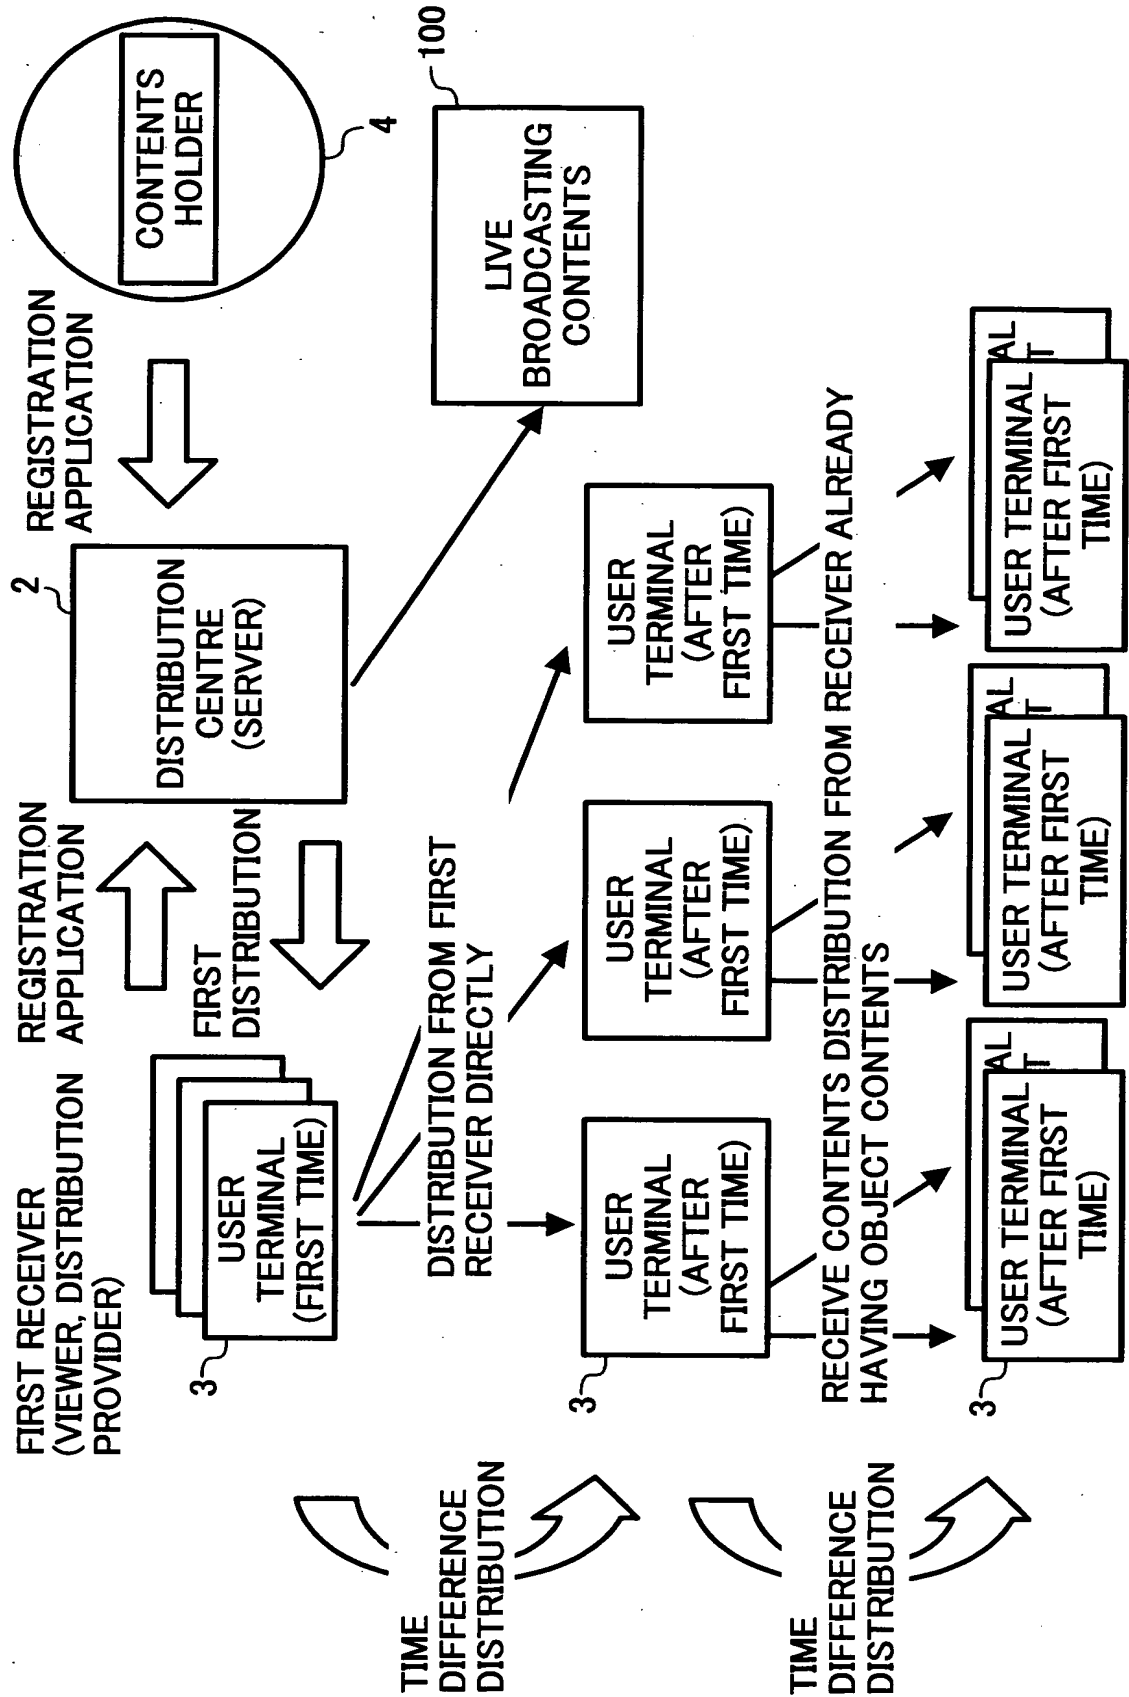 FIRST RECEIVER
(VIEWER, DISTRIBUTION
PROVIDER)
REGISTRATION
APPLICATION
REGISTRATION
APPLICATION
2
DISTRIBUTION
CENTRE
(SERVER)
CONTENTS
HOLDER
4
3
USER
TERMINAL
(FIRST TIME)
FIRST
DISTRIBUTION
100
LIVE
BROADCASTING
CONTENTS
TIME
DIFFERENCE
DISTRIBUTION
DISTRIBUTION FROM FIRST
RECEIVER DIRECTLY
3
USER
TERMINAL
(AFTER
FIRST TIME)
USER
TERMINAL
(AFTER
FIRST TIME)
USER
TERMINAL
(AFTER
FIRST TIME)
TIME
DIFFERENCE
DISTRIBUTION
RECEIVE CONTENTS DISTRIBUTION FROM RECEIVER ALREADY
HAVING OBJECT CONTENTS
3
AL
T
USER TERMINAL
(AFTER FIRST
TIME)
AL
T
USER TERMINAL
(AFTER FIRST
TIME)
AL
T
USER TERMINAL
(AFTER FIRST
TIME)